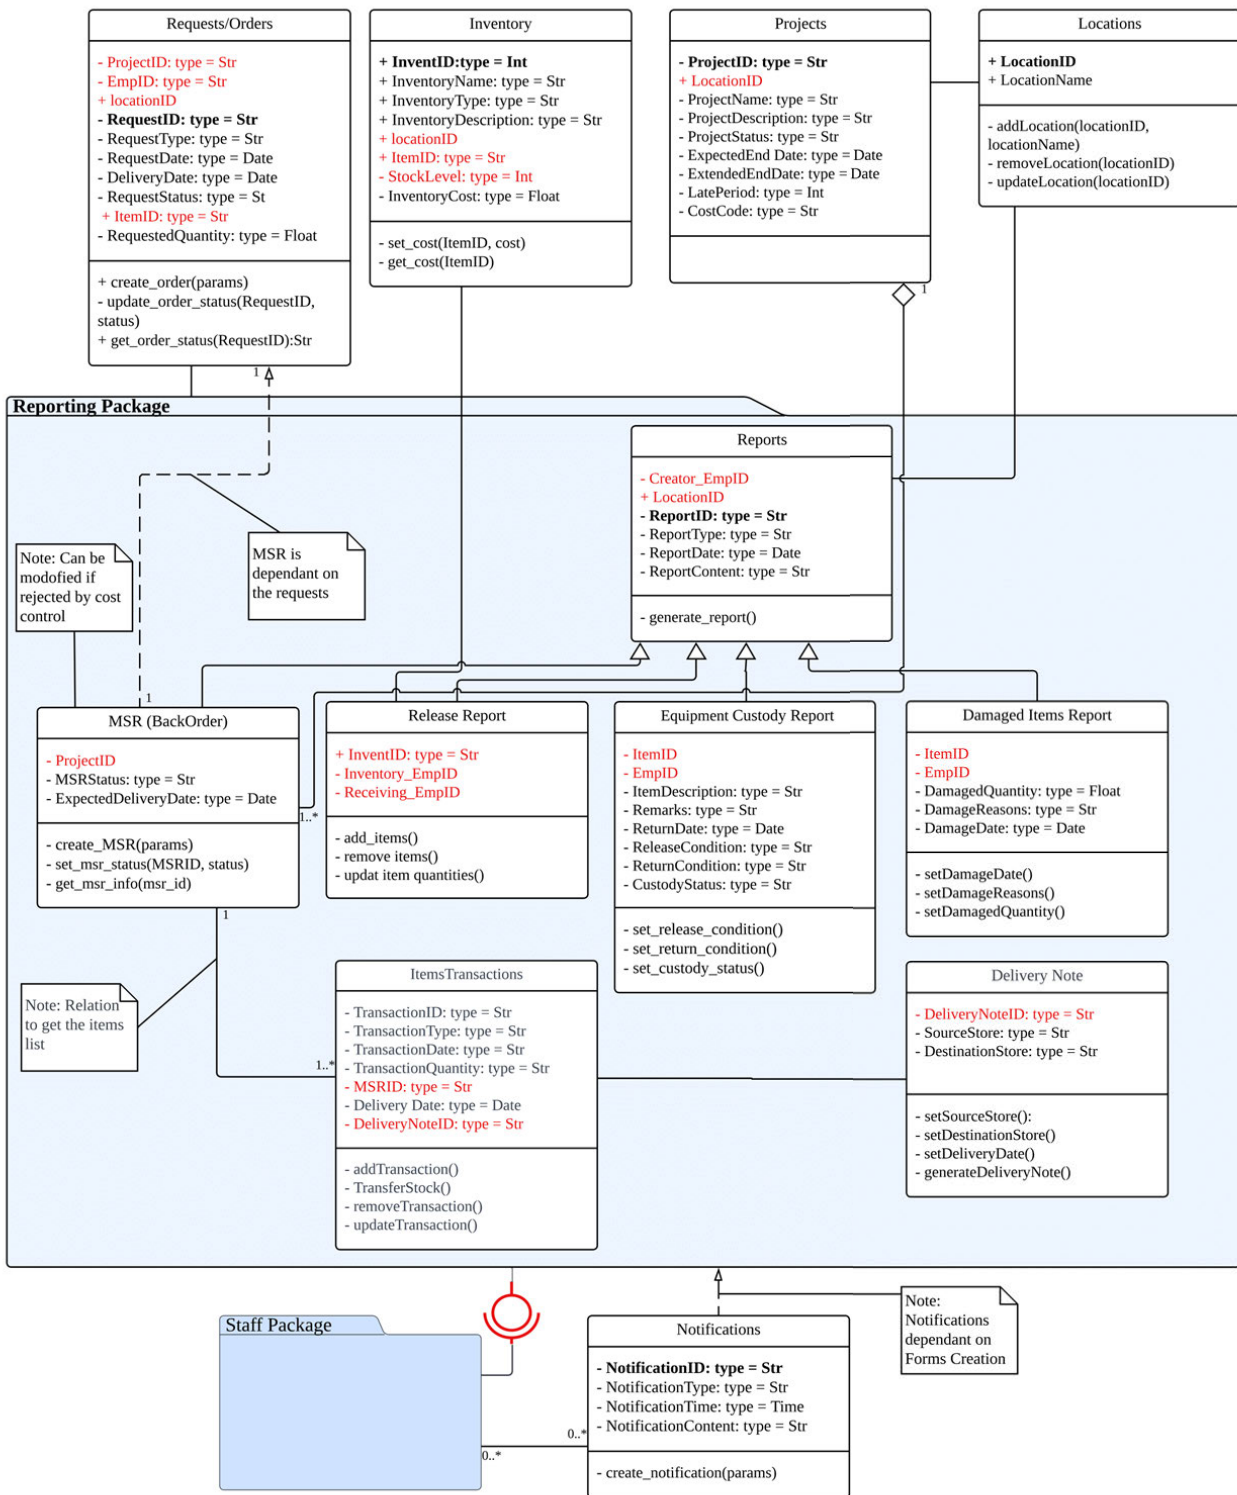 Requests/Orders
- ProjectID: type = Str
- EmpID: type = Str
+ locationID
- RequestID: type = Str
- RequestType: type = Str
- RequestDate: type = Date
- DeliveryDate: type = Date
- RequestStatus: type = St
+ ItemID: type = Str
- RequestedQuantity: type = Float
+ create_order(params)
- update_order_status(RequestID,
status)
+ get_order_status(RequestID):Str
Inventory
+ InventID:type = Int
+ InventoryName: type = Str
+ InventoryType: type = Str
+ InventoryDescription: type = Str
+ locationID
+ ItemID: type = Str
- StockLevel: type = Int
- InventoryCost: type = Float
- set_cost(ItemID, cost)
- get_cost(ItemID)
Projects
- ProjectID: type = Str
+ LocationID
- ProjectName: type = Str
- ProjectDescription: type = Str
- ProjectStatus: type = Str
- ExpectedEnd Date: type = Date
- ExtendedEndDate: type = Date
- LatePeriod: type = Int
- CostCode: type = Str
Locations
+ LocationID
+ LocationName
- addLocation(locationID,
locationName)
- removeLocation(locationID)
- updateLocation(locationID)
1
1
Reporting Package
Reports
- Creator_EmpID
+ LocationID
- ReportID: type = Str
- ReportType: type = Str
- ReportDate: type = Date
- ReportContent: type = Str
- generate_report()
Note: Can be
modofied if
rejected by cost
control
MSR is
dependant on
the requests
1
MSR (BackOrder)
- ProjectID
- MSRStatus: type = Str
- ExpectedDeliveryDate: type = Date
- create_MSR(params)
- set_msr_status(MSRID, status)
- get_msr_info(msr_id)
1..*
1
Release Report
+ InventID: type = Str
- Inventory_EmpID
- Receiving_EmpID
- add_items()
- remove items()
- updat item quantities()
Equipment Custody Report
- ItemID
- EmpID
- ItemDescription: type = Str
- Remarks: type = Str
- ReturnDate: type = Date
- ReleaseCondition: type = Str
- ReturnCondition: type = Str
- CustodyStatus: type = Str
- set_release_condition()
- set_return_condition()
- set_custody_status()
Damaged Items Report
- ItemID
- EmpID
- DamagedQuantity: type = Float
- DamageReasons: type = Str
- DamageDate: type = Date
- setDamageDate()
- setDamageReasons()
- setDamagedQuantity()
Note: Relation
to get the items
list
1..*
ItemsTransactions
- TransactionID: type = Str
- TransactionType: type = Str
- TransactionDate: type = Str
- TransactionQuantity: type = Str
- MSRID: type = Str
- Delivery Date: type = Date
- DeliveryNoteID: type = Str
- addTransaction()
- TransferStock()
- removeTransaction()
- updateTransaction()
Delivery Note
- DeliveryNoteID: type = Str
- SourceStore: type = Str
- DestinationStore: type = Str
- setSourceStore():
- setDestinationStore()
- setDeliveryDate()
- generateDeliveryNote()
Staff Package
0..*
0..*
Notifications
- NotificationID: type = Str
- NotificationType: type = Str
- NotificationTime: type = Time
- NotificationContent: type = Str
- create_notification(params)
Note:
Notifications
dependant on
Forms Creation